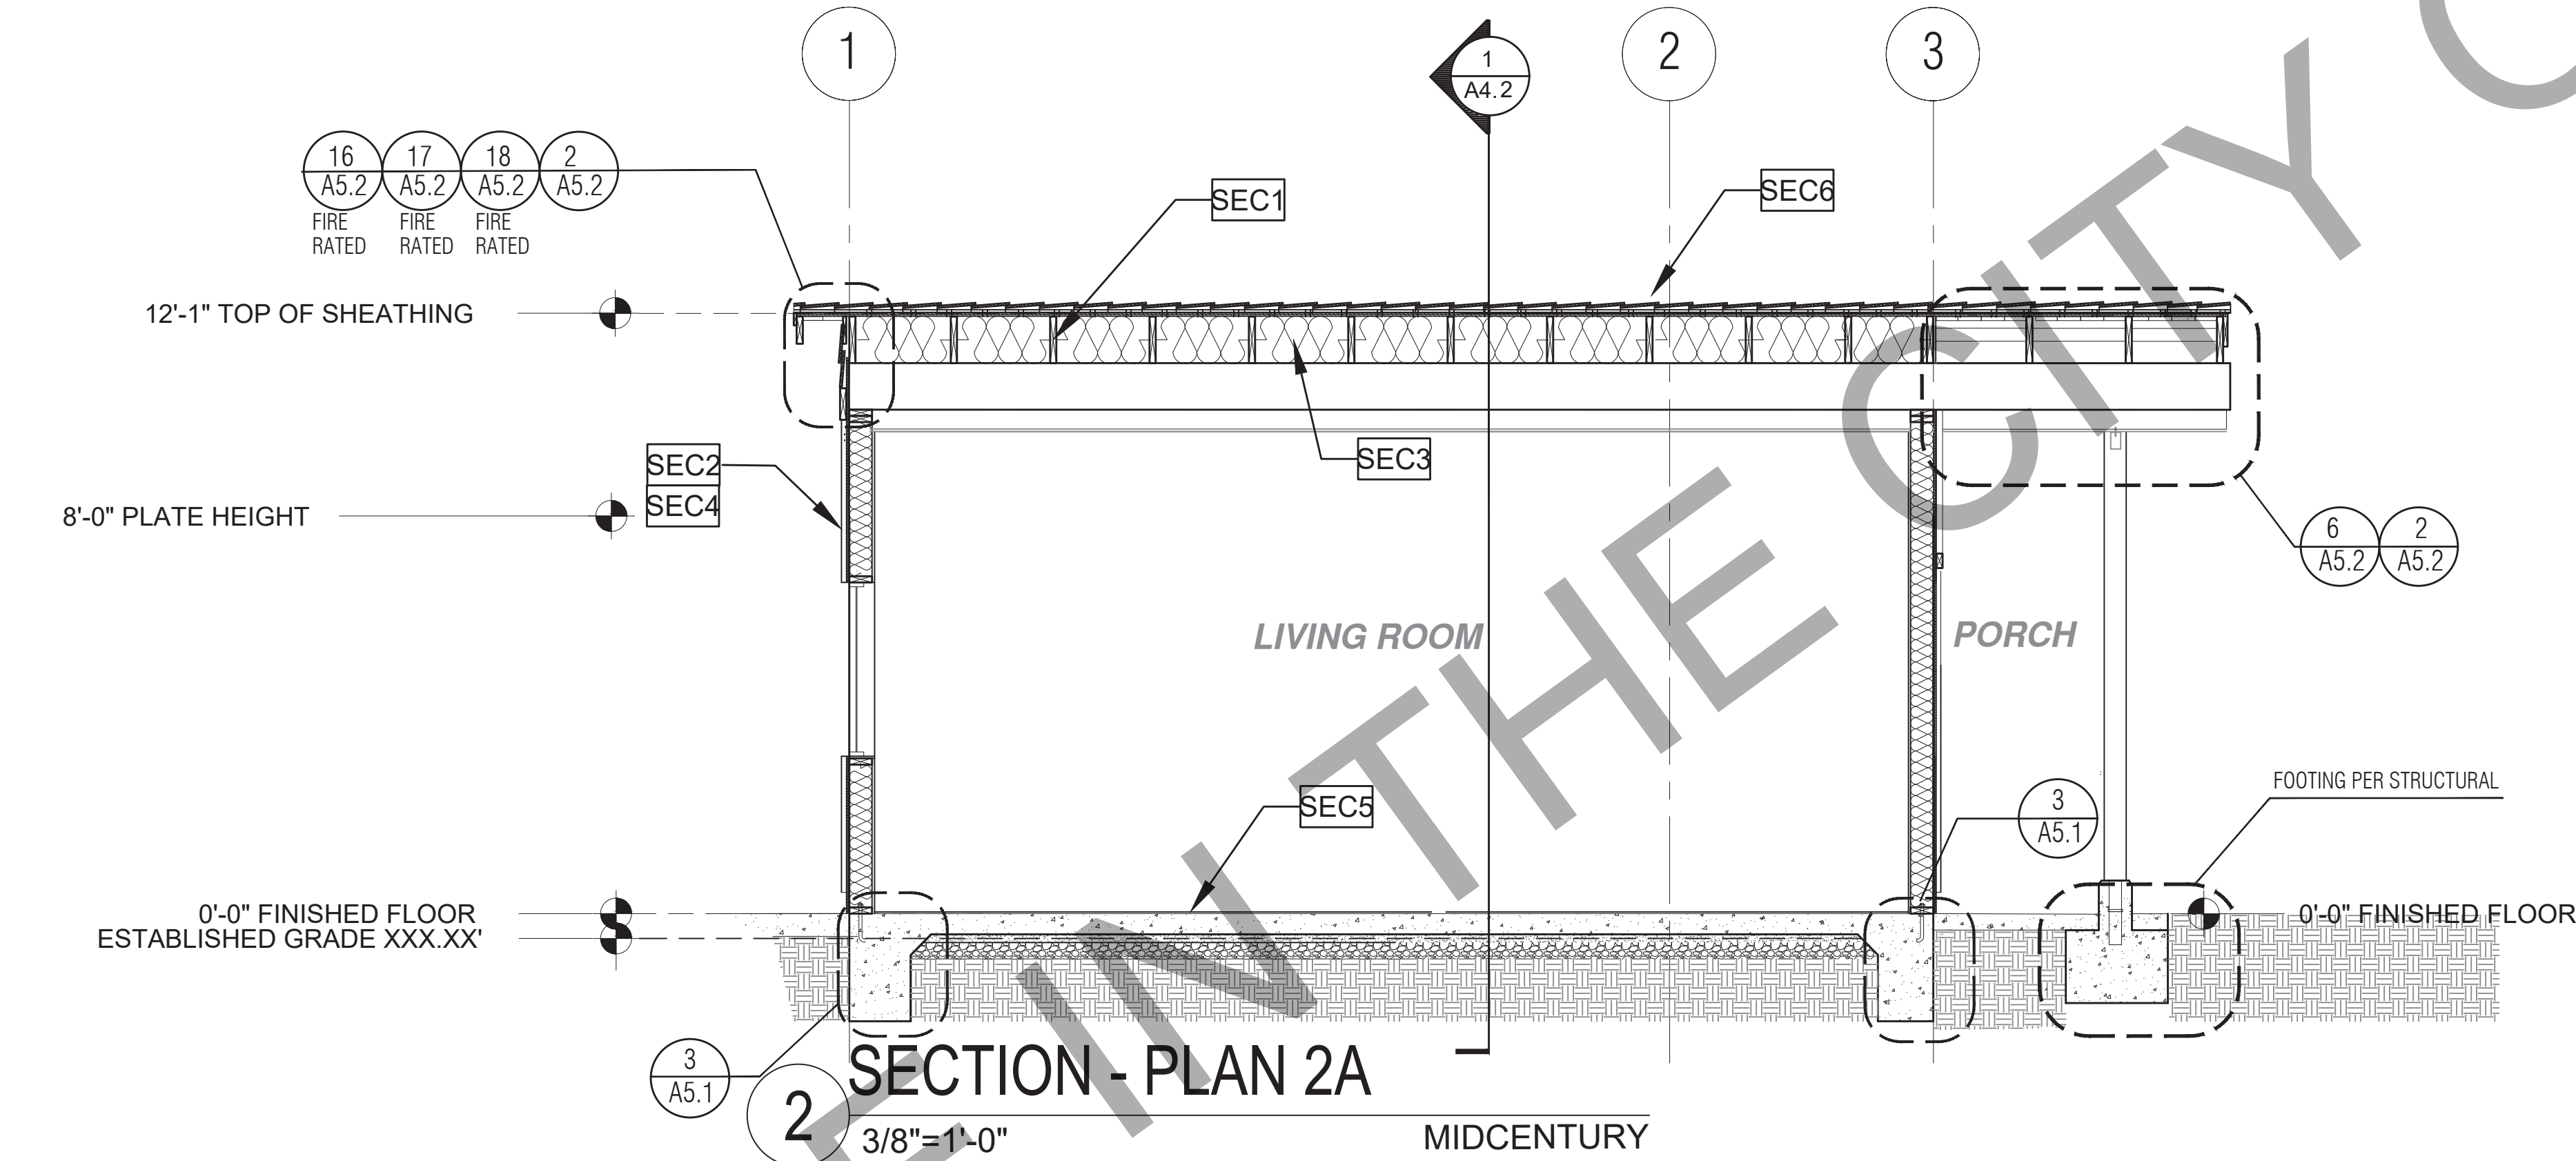 1
1
A4.2
2
3
16
A5.2
17
A5.2
18
A5.2
2
A5.2
FIRE
RATED
FIRE
RATED
FIRE
RATED
SEC1
SEC6
12'-1" TOP OF SHEATHING
SEC2
SEC4
SEC3
8'-0" PLATE HEIGHT
6
A5.2
2
A5.2
LIVING ROOM
PORCH
FOOTING PER STRUCTURAL
SEC5
3
A5.1
0'-0" FINISHED FLOOR
ESTABLISHED GRADE XXX.XX'
0'-0" FINISHED FLOOR
3
A5.1
2
SECTION - PLAN 2A
3/8"=1'-0"
MIDCENTURY
E IN THE CITY